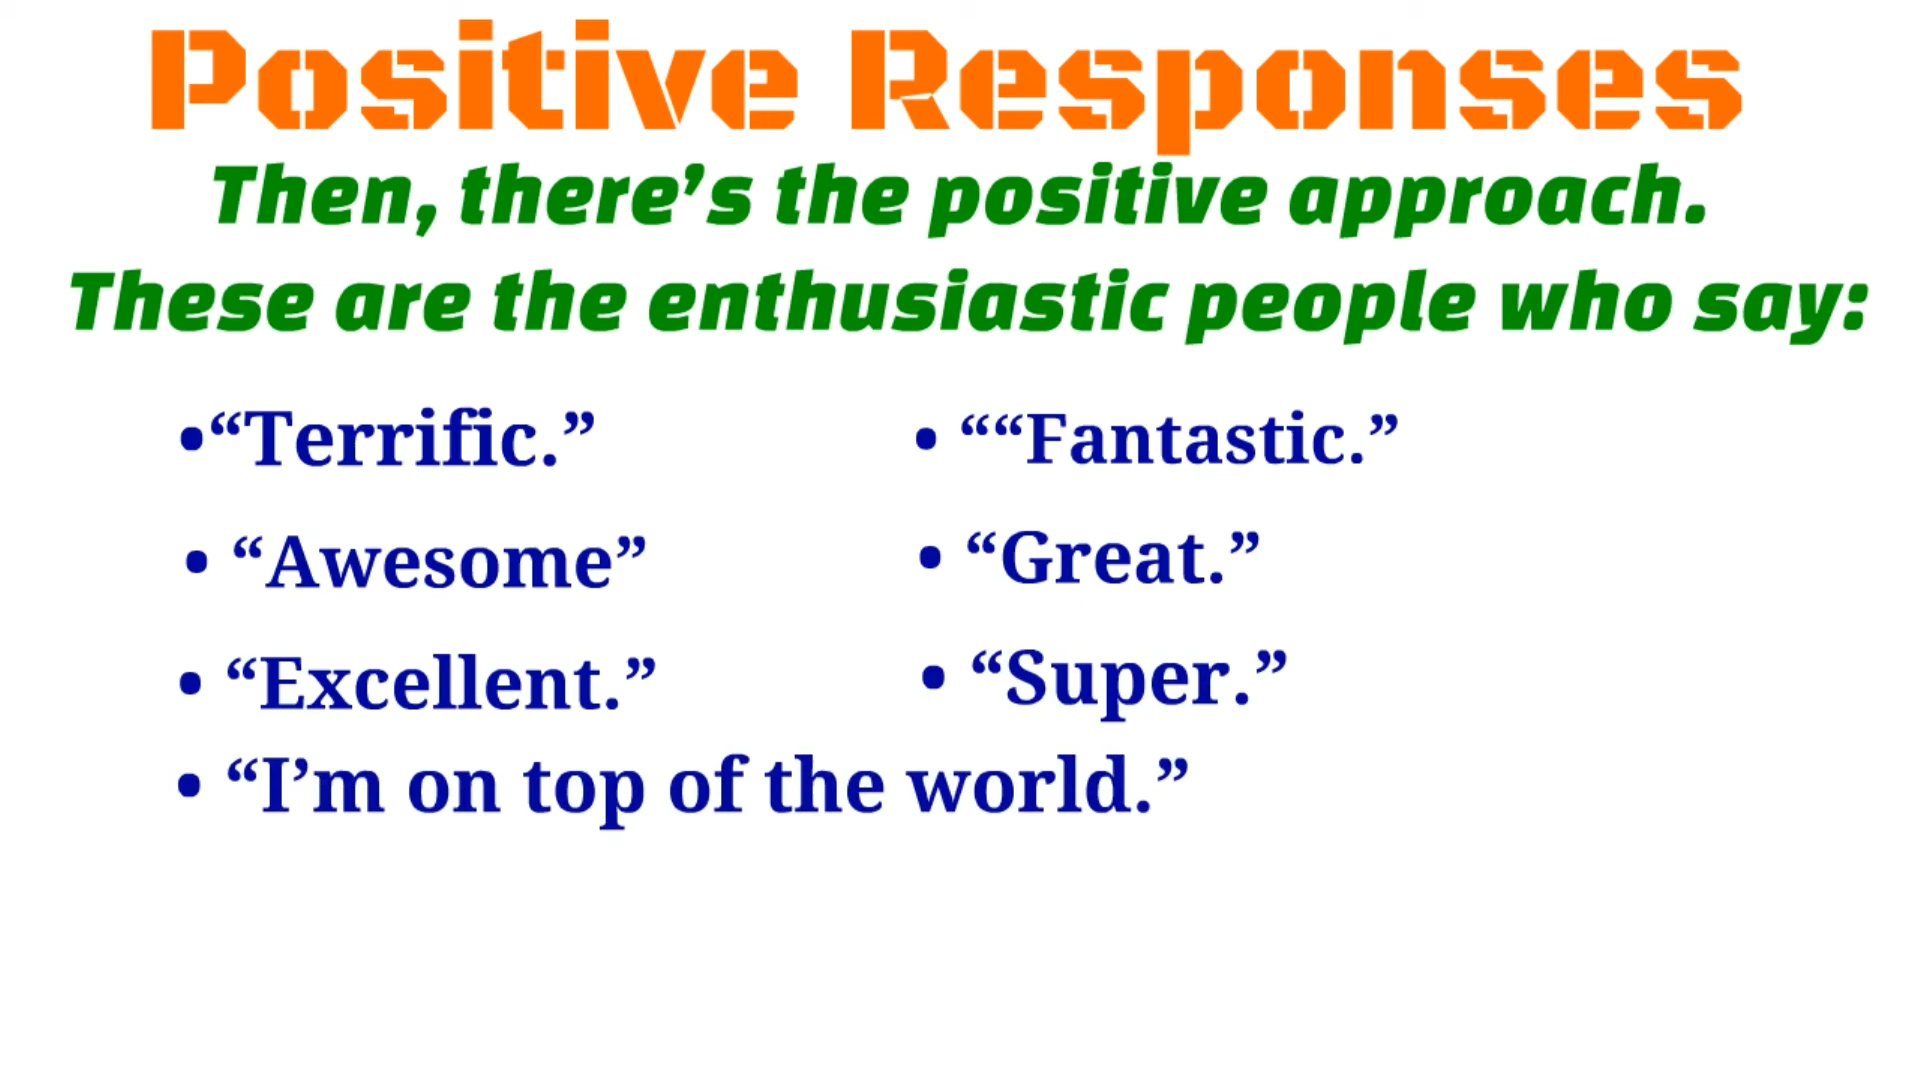 Positive Responses
Then, there’s the positive approach.
These are the enthusiastic people who say:
•“Terrific.”
• ““Fantastic.”
• “Awesome”
• “Great.”
• “Excellent.”
• “Super.”
• “I’m on top of the world.”